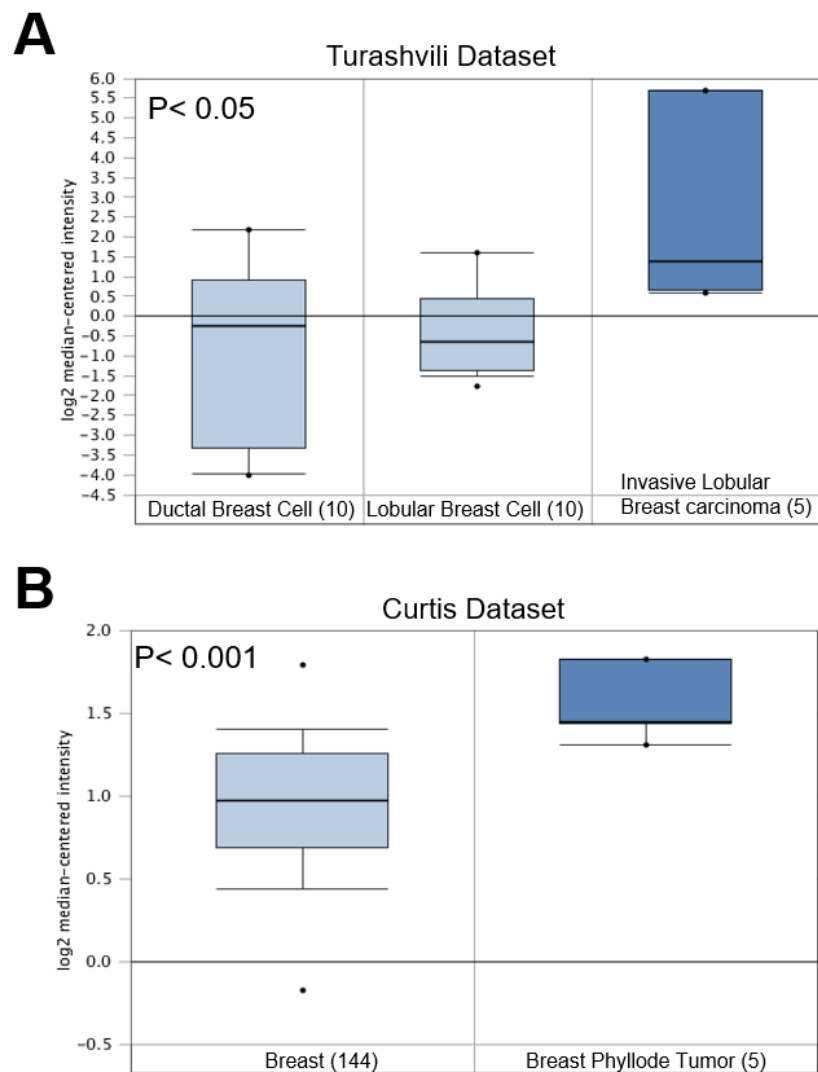 A
Turashvili Dataset
P< 0.05
log2 median-centered intensity
6.0
5.5
5.0
4.5
4.0
3.5
3.0
2.5
2.0
1.5
1.0
0.5
0.0
−0.5
−1.0
−1.5
−2.0
−2.5
−3.0
−3.5
−4.0
−4.5
Ductal Breast Cell (10)
Lobular Breast Cell (10)
Invasive Lobular
Breast carcinoma (5)
B
Curtis Dataset
P< 0.001
log2 median-centered intensity
2.0
1.5
1.0
0.5
0.0
−0.5
Breast (144)
Breast Phyllode Tumor (5)